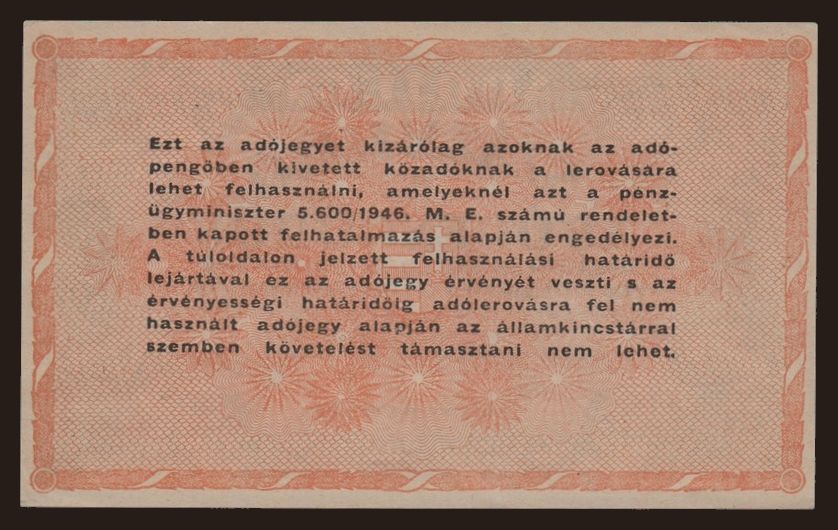 Ezt az adójegyet kizárólag azoknak az adó-
pengőben kivetett közadóknak a lerovására
lehet felhasználni, amelyeknél azt a pénz-
ügyminiszter 5.600/1946. M. E. számú rendelet-
ben kapott felhatalmazás alapján engedélyezi.
A túloldalon jelzett felhasználási határidő
lejártával ez az adójegy érvényét veszti s az
érvényességi határidőig adólerovásra fel nem
használt adójegy alapján az államkincstárral
szemben követelést támasztani nem lehet.